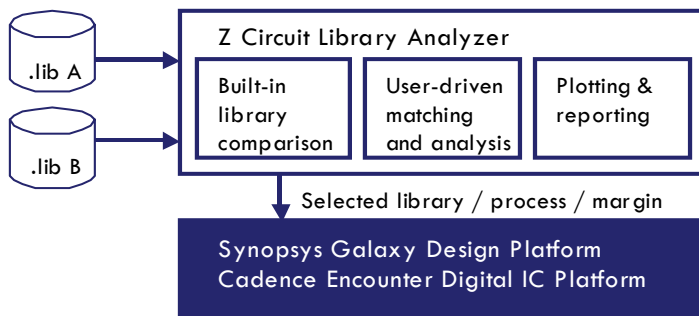 .lib A
.lib B
Z Circuit Library Analyzer
Built-in
library
comparison
User-driven
matching
and analysis
Plotting &
reporting
Selected library / process / margin
Synopsys Galaxy Design Platform
Cadence Encounter Digital IC Platform